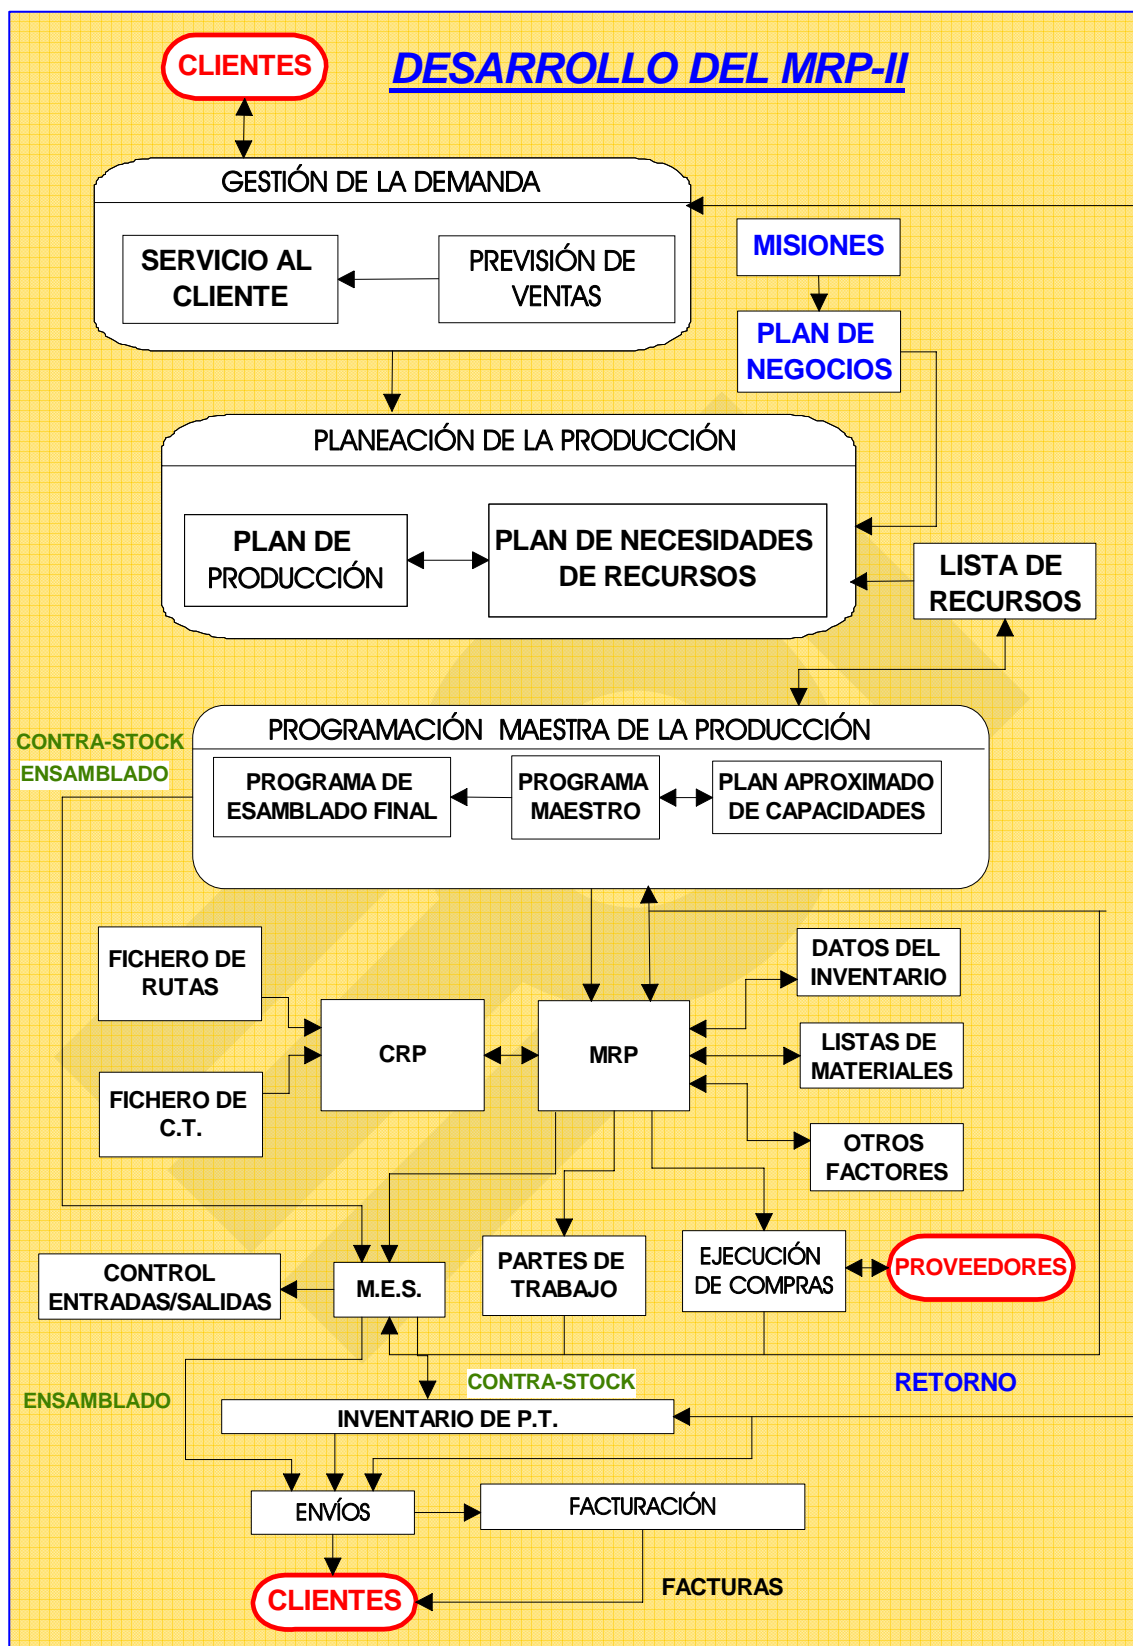 CLIENTES
DESARROLLO DEL MRP-II
GESTIÓN DE LA DEMANDA
SERVICIO AL
CLIENTE
PREVISIÓN DE
VENTAS
MISIONES
PLAN DE
NEGOCIOS
PLANEACIÓN DE LA PRODUCCIÓN
PLAN DE
PRODUCCIÓN
PLAN DE NECESIDADES
DE RECURSOS
LISTA DE
RECURSOS
PROGRAMACIÓN MAESTRA DE LA PRODUCCIÓN
CONTRA-STOCK
ENSAMBLADO
PROGRAMA DE
ESAMBLADO FINAL
PROGRAMA
MAESTRO
PLAN APROXIMADO
DE CAPACIDADES
FICHERO DE
RUTAS
DATOS DEL
INVENTARIO
CRP
MRP
LISTAS DE
MATERIALES
FICHERO DE
C.T.
OTROS
FACTORES
CONTROL
ENTRADAS/SALIDAS
M.E.S.
PARTES DE
TRABAJO
EJECUCIÓN
DE COMPRAS
PROVEEDORES
ENSAMBLADO
CONTRA-STOCK
RETORNO
INVENTARIO DE P.T.
ENVÍOS
FACTURACIÓN
CLIENTES
FACTURAS